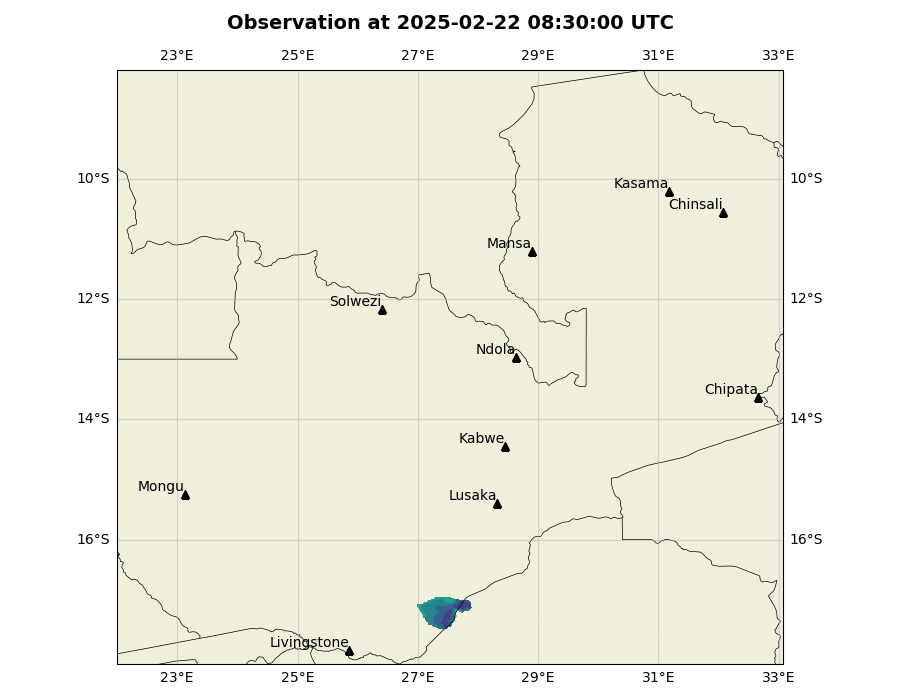 Observation at 2025-02-22 08:30:00 UTC
23°E 25°E 27°E 29°E 31°E 33°E
10°S 10°S
Kasama
Chinsali
Mansa
12°S 12°S
Solwezi
Ndola
Chipata
14°S 14°S
Kabwe
Mongu
Lusaka
16°S 16°S
Livingstone
23°E 25°E 27°E 29°E 31°E 33°E